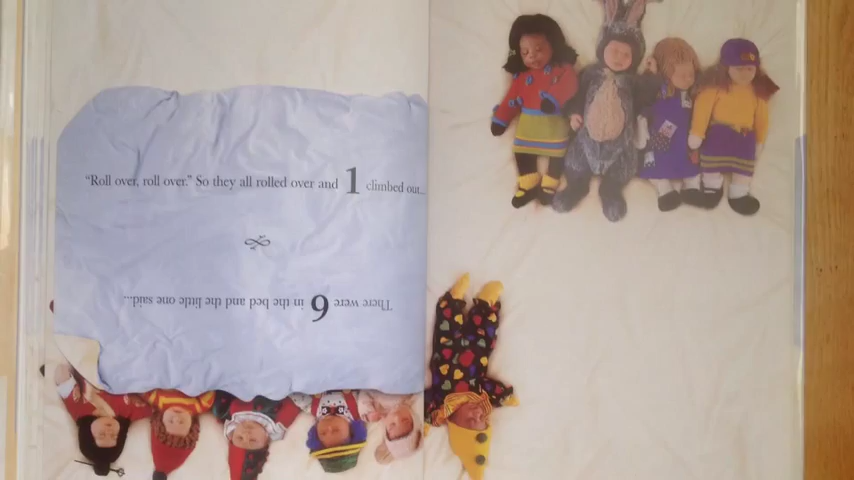 "Roll over, roll over." So they all rolled over and 1 climbed out...
There were 6 in the bed and the little one said...